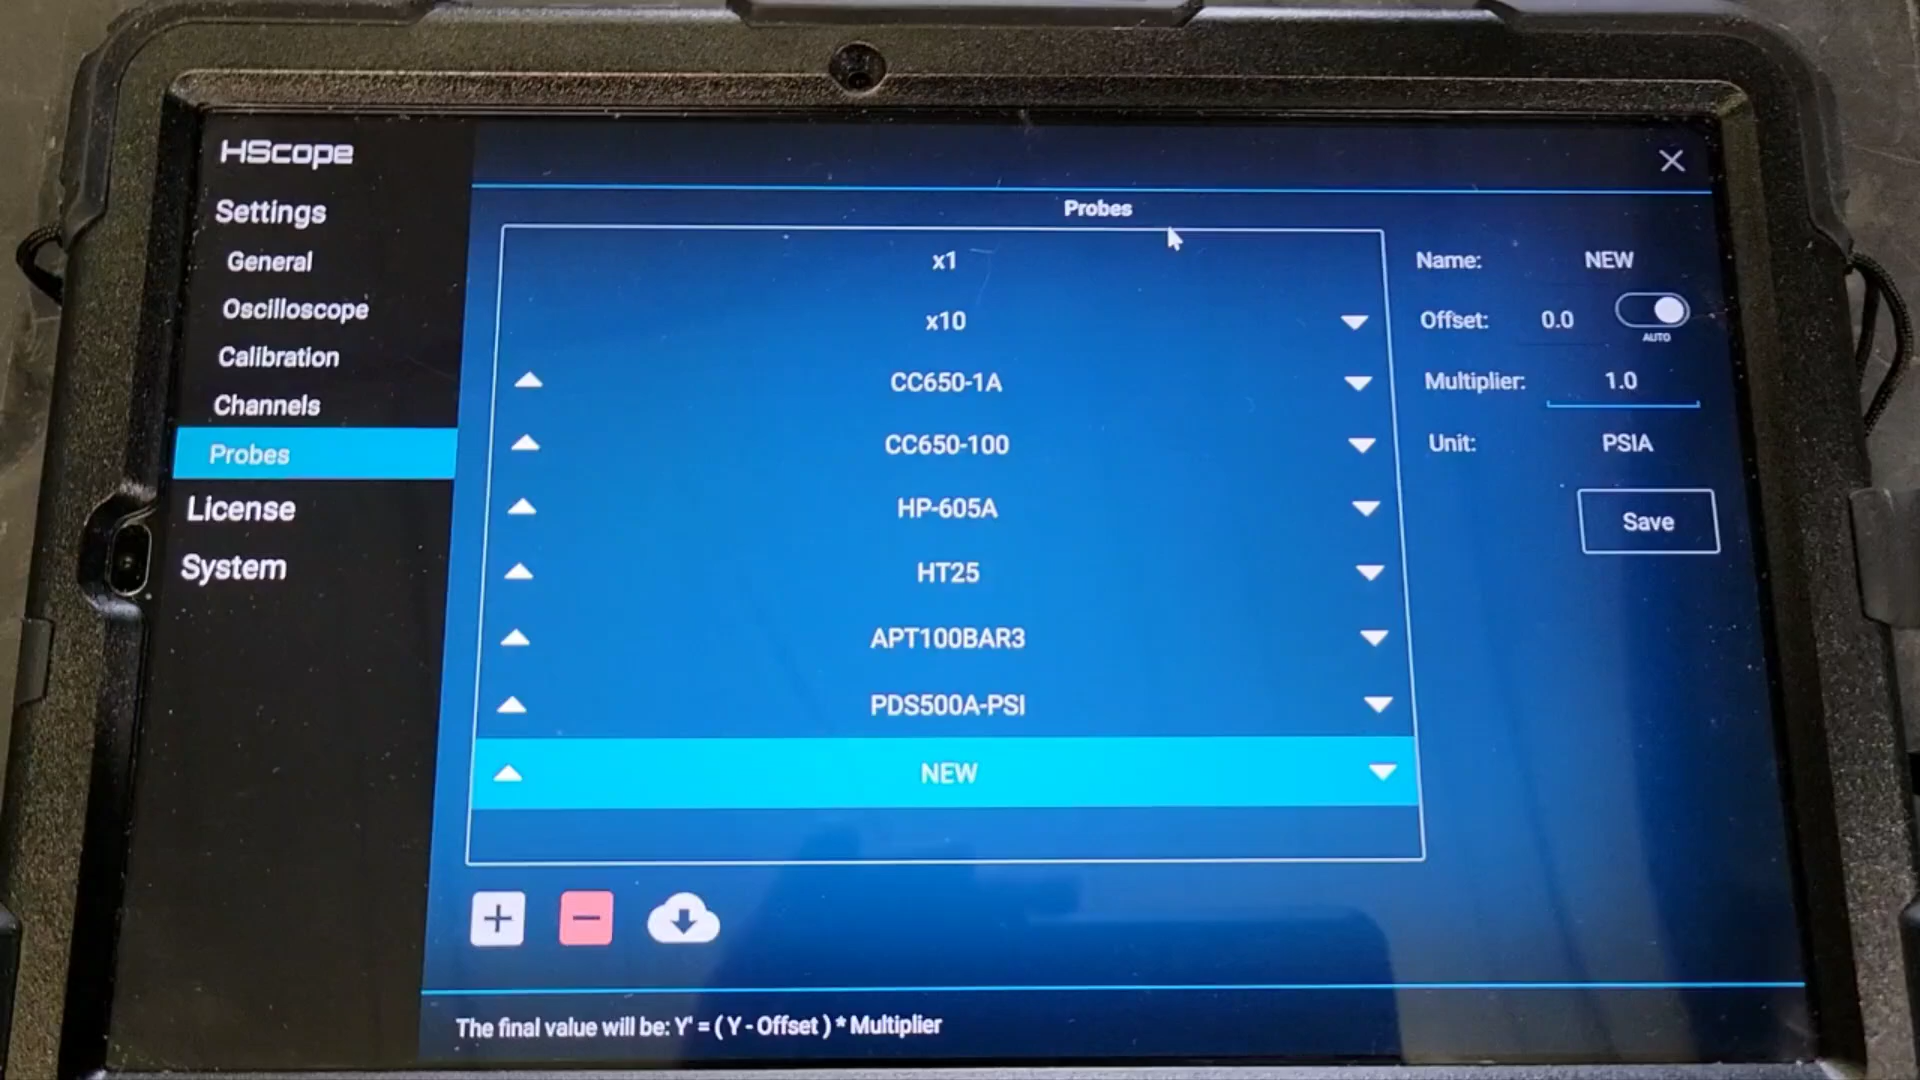 HScope
Settings
General
Oscilloscope
Calibration
Channels
Probes
License
System
Probes
x1
x10
CC650-1A
CC650-100
HP-605A
HT25
APT100BAR3
PDS500A-PSI
NEW
Name: NEW
Offset: 0.0
AUTO
Multiplier: 1.0
Unit: PSIA
Save
The final value will be: Y' = ( Y - Offset ) * Multiplier